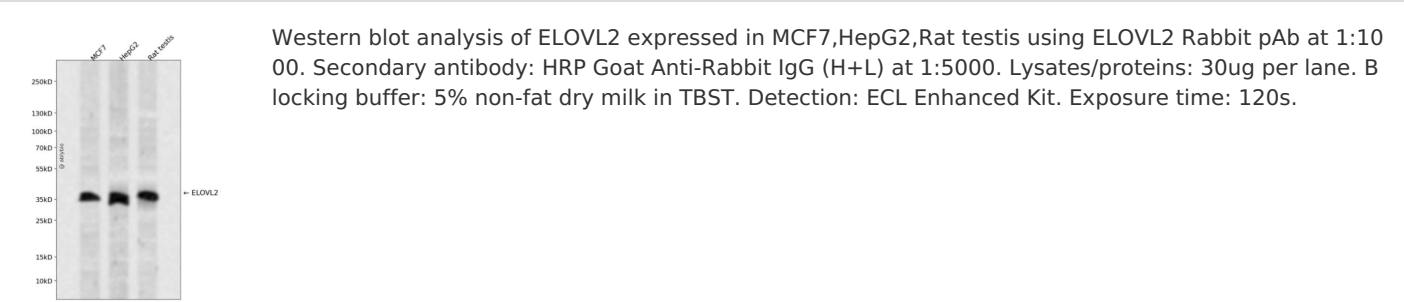 MCF7
HepG2
Rat testis
250kD
130kD
100kD
70kD
55kD
35kD
25kD
15kD
10kD
← ELOVL2
Western blot analysis of ELOVL2 expressed in MCF7,HepG2,Rat testis using ELOVL2 Rabbit pAb at 1:10
00. Secondary antibody: HRP Goat Anti-Rabbit IgG (H+L) at 1:5000. Lysates/proteins: 30ug per lane. B
locking buffer: 5% non-fat dry milk in TBST. Detection: ECL Enhanced Kit. Exposure time: 120s.